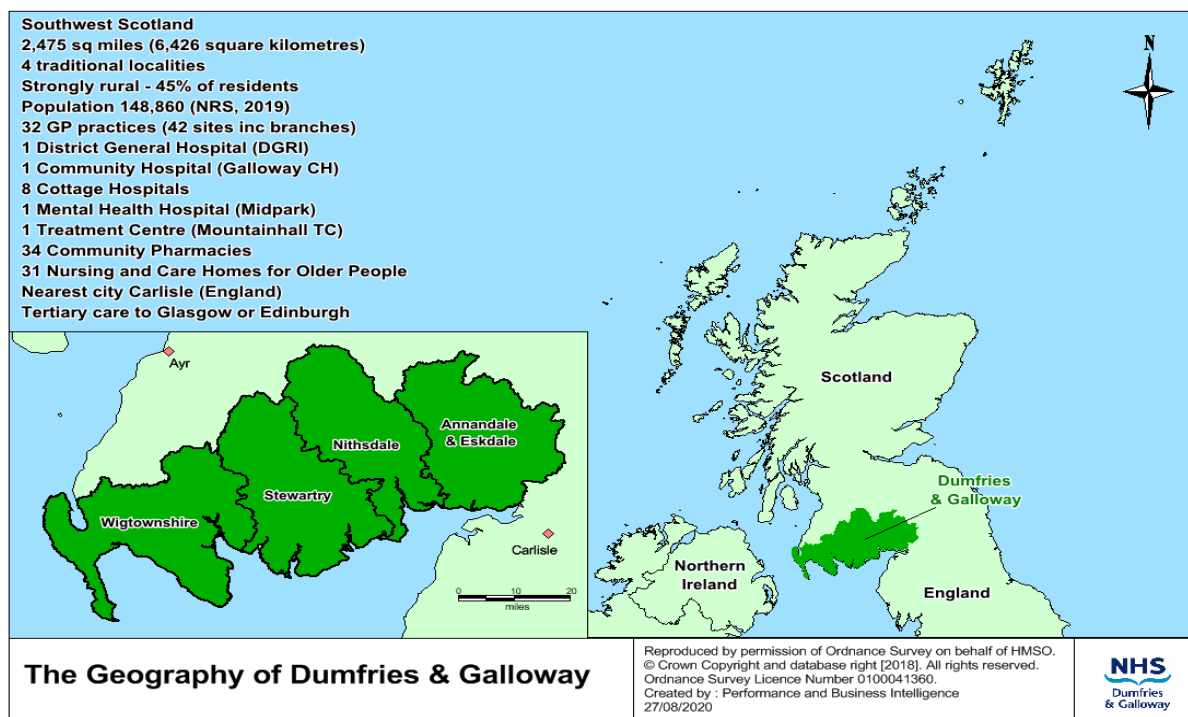 Southwest Scotland
2,475 sq miles (6,426 square kilometres)
4 traditional localities
Strongly rural - 45% of residents
Population 148,860 (NRS, 2019)
32 GP practices (42 sites inc branches)
1 District General Hospital (DGRI)
1 Community Hospital (Galloway CH)
8 Cottage Hospitals
1 Mental Health Hospital (Midpark)
1 Treatment Centre (Mountainhall TC)
34 Community Pharmacies
31 Nursing and Care Homes for Older People
Nearest city Carlisle (England)
Tertiary care to Glasgow or Edinburgh
N
Ayr
Annandale
& Eskdale
Nithsdale
Stewartry
Wigtownshire
Carlisle
0 10 20
miles
Scotland
Dumfries
& Galloway
Northern
Ireland
England
The Geography of Dumfries & Galloway
Reproduced by permission of Ordnance Survey on behalf of HMSO.
© Crown Copyright and database right [2018]. All rights reserved.
Ordnance Survey Licence Number 0100041360.
Created by : Performance and Business Intelligence
27/08/2020
NHS
Dumfries
& Galloway